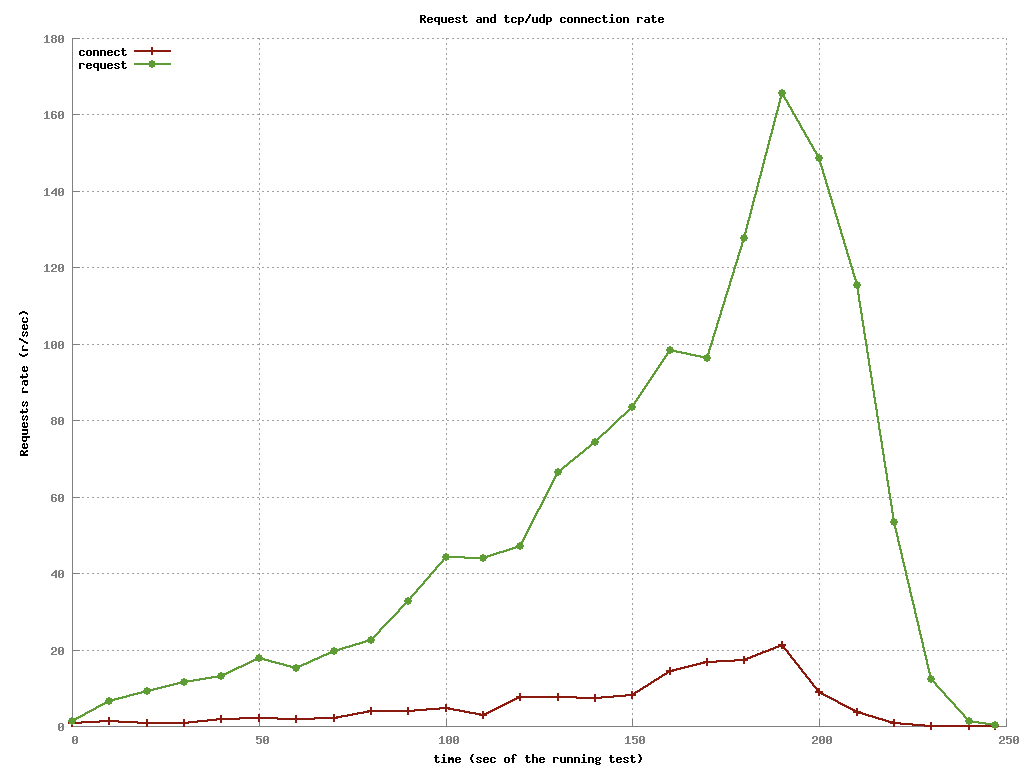 Request and tcp/udp connection rate
180
connect
request
160
140
120
100
80
60
40
20
0
Requests rate (r/sec)
0 50 100 150 200 250
time (sec of the running test)